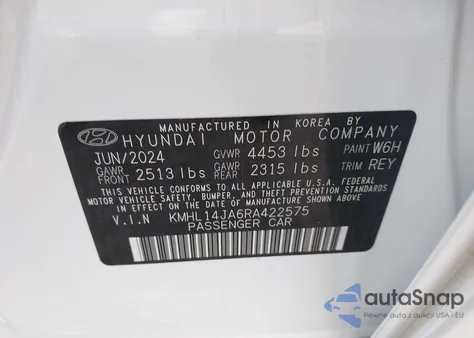 MANUFACTURED IN KOREA BY
HYUNDAI MOTOR COMPANY
JUN/2024 GVWR 4453 lbs PAINT W6H
GAWR FRONT 2513 lbs GAWR REAR 2315 lbs TRIM REY
THIS VEHICLE CONFORMS TO ALL APPLICABLE U.S. FEDERAL MOTOR
VEHICLE SAFETY, BUMPER, AND THEFT PREVENTION STANDARDS
IN EFFECT ON THE DATE OF MANUFACTURE SHOWN ABOVE.
V.I.N KMHL14JA6RA422575
PASSENGER CAR
autoSnap
Pewne auta z aukcji USA i EU